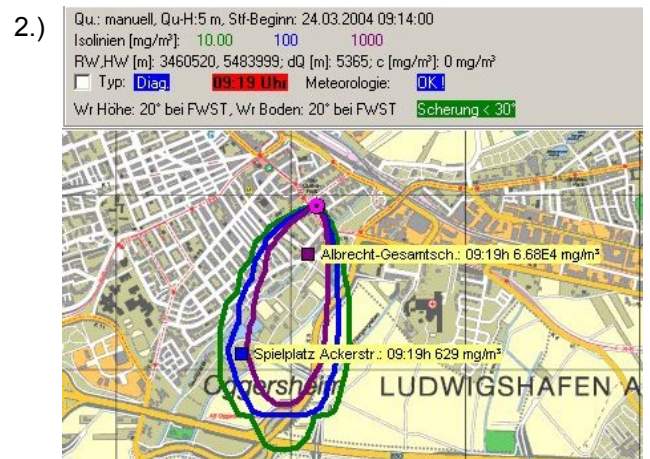 2.)
Qu.: manuell, Qu-H:5 m, Stf-Beginn: 24.03.2004 09:14:00
Isolinien [mg/m³]: 10.00 100 1000
RW,HW [m]: 3460520, 5483999; dQ [m]: 5365; c [mg/m³]: 0 mg/m³
Typ: Diag. 09:19 Uhr Meteorologie: OK !
Wr Höhe: 20° bei FWST, Wr Boden: 20° bei FWST Scherung < 30°
Albrecht-Gesamtsch.: 09:19h 6.68E4 mg/m³
Spielplatz Ackerstr.: 09:19h 629 mg/m³
Oggersheim
LUDWIGSHAFEN A